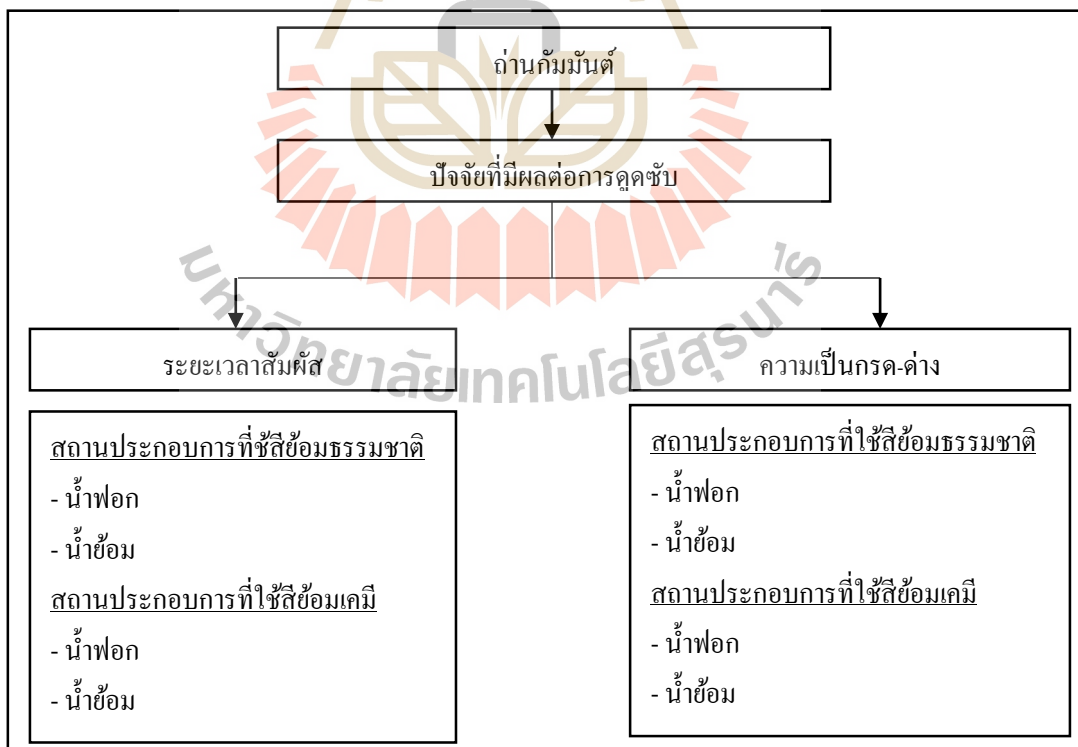 ถ่านกัมมันต์
ปัจจัยที่มีผลต่อการดูดซับ
มหาวิทยาลัยเทคโนโลยีสุรนารี
ระยะเวลาสัมผัส
ความเป็นกรด-ด่าง
สถานประกอบการที่ช้สีย้อมธรรมชาติ
- น้ำฟอก
- น้ำย้อม
สถานประกอบการที่ใช้สีย้อมเคมี
- น้ำฟอก
- น้ำย้อม
สถานประกอบการที่ใช้สีย้อมธรรมชาติ
- น้ำฟอก
- น้ำย้อม
สถานประกอบการที่ใช้สีย้อมเคมี
- น้ำฟอก
- น้ำย้อม